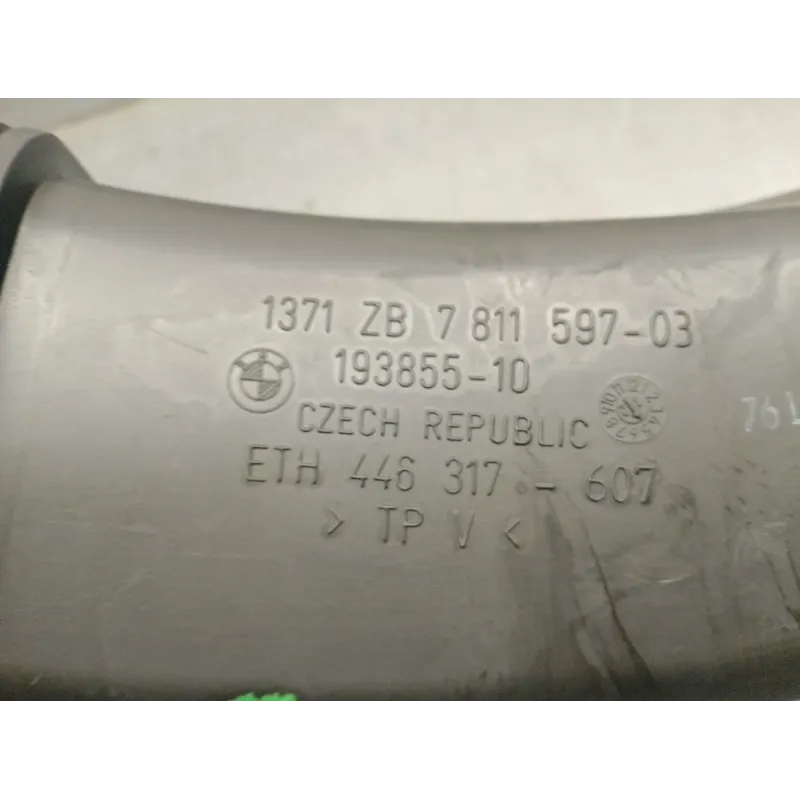 1371 ZB 7 811 597-03
193855-10
CZECH REPUBLIC
ETH 446 317 - 607
> TP V <